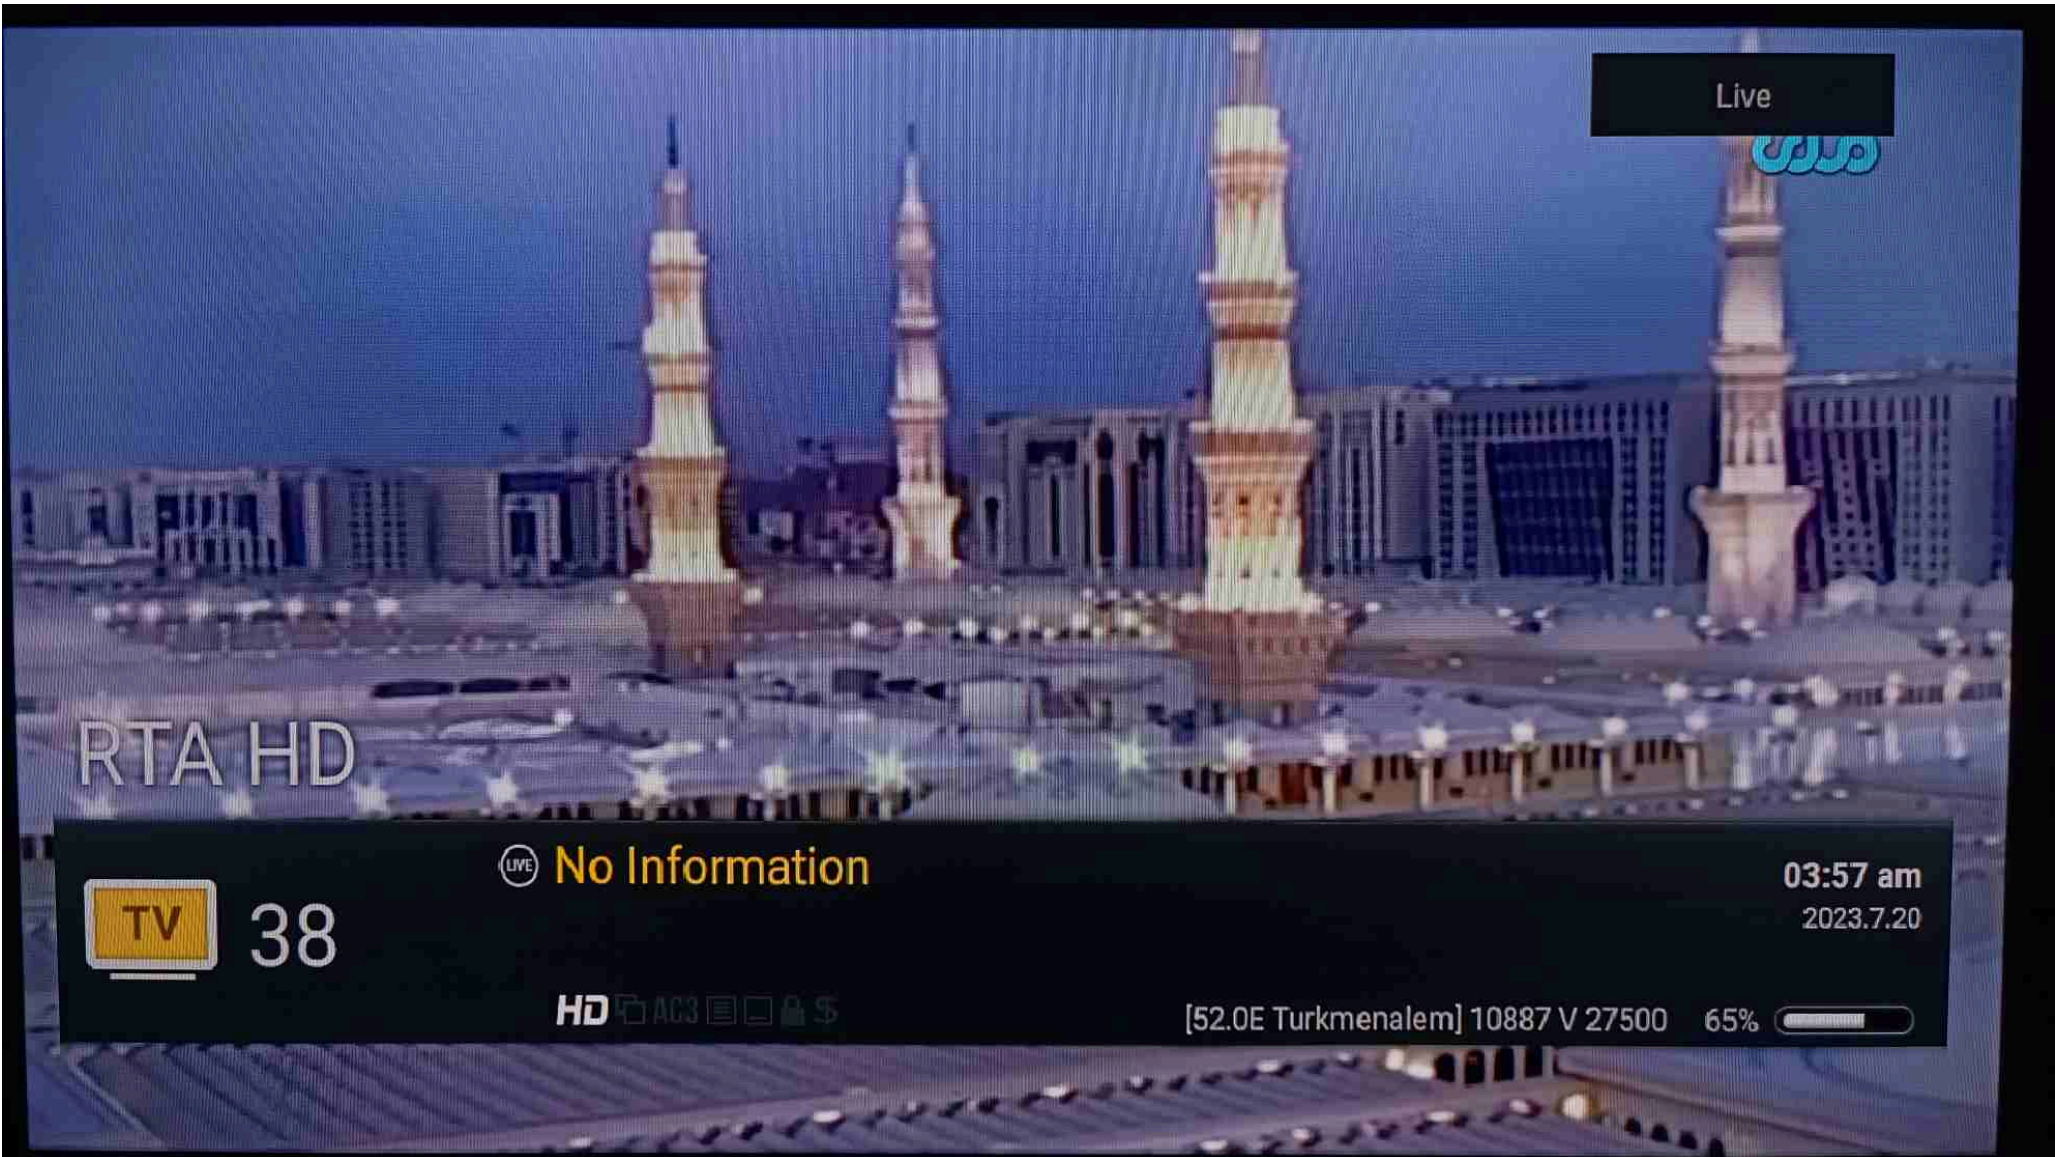 Live
RTA HD
LIVE No Information
03:57 am
TV 38
2023.7.20
HD AC3 $
[52.0E Turkmenalem] 10887 V 27500 65%